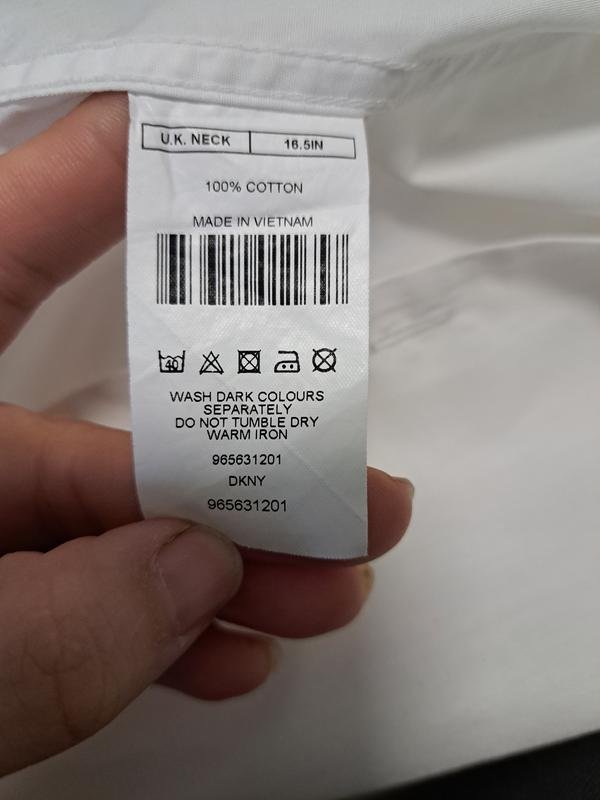 U.K. NECK 16.5IN
100% COTTON
MADE IN VIETNAM
40
WASH DARK COLOURS
SEPARATELY
DO NOT TUMBLE DRY
WARM IRON
965631201
DKNY
965631201